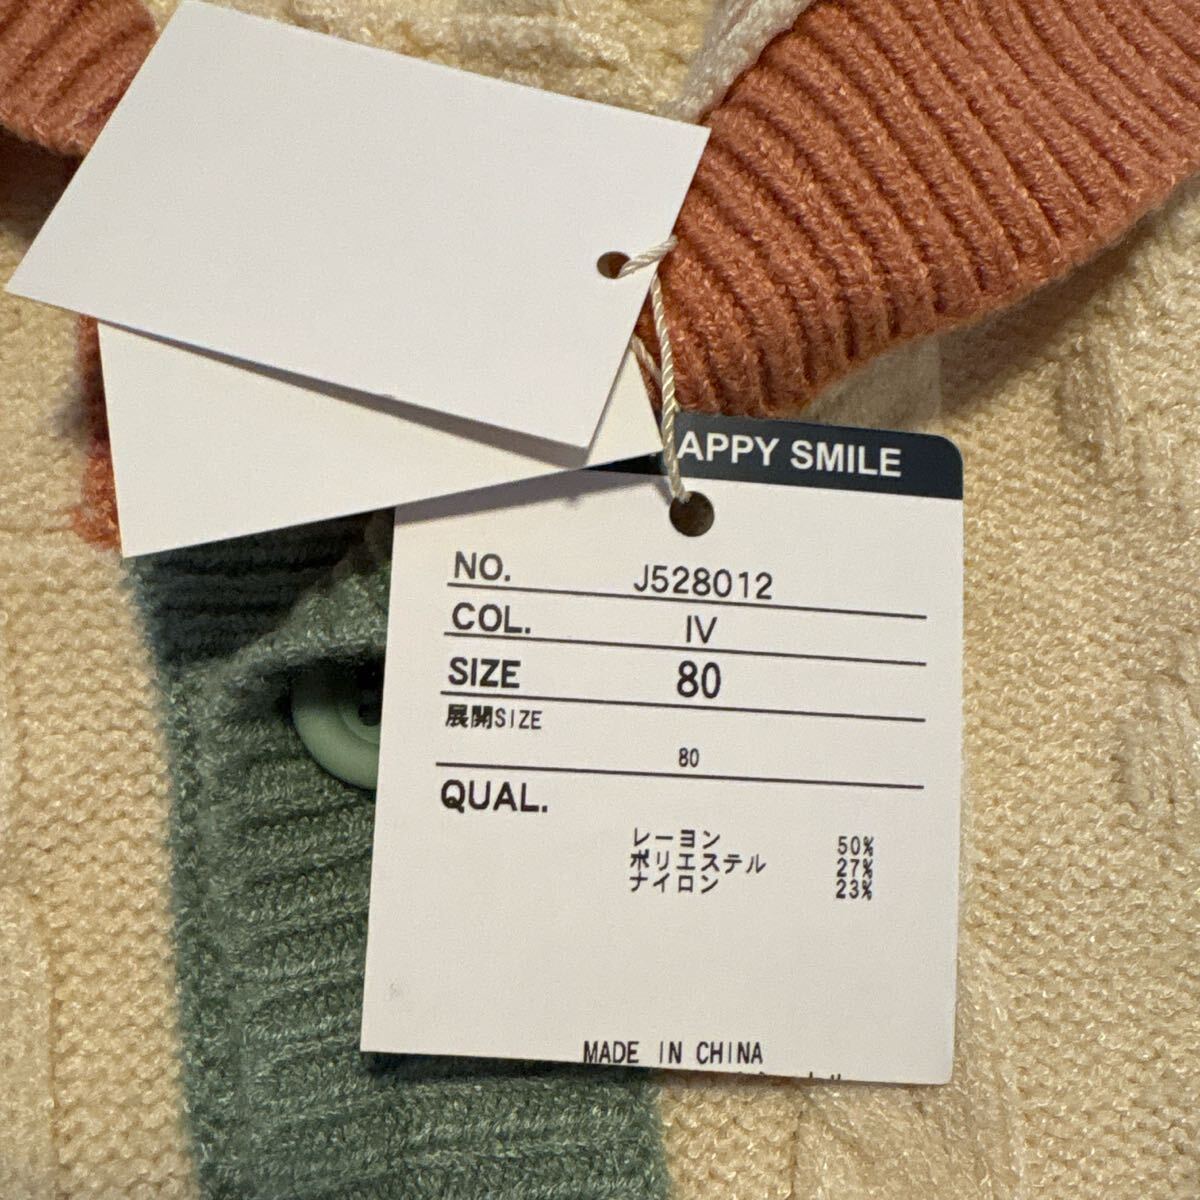 APPY SMILE
NO. J528012
COL. IV
SIZE 80
展開SIZE
80
QUAL.
レーヨン 50%
ポリエステル 27%
ナイロン 23%
MADE IN CHINA